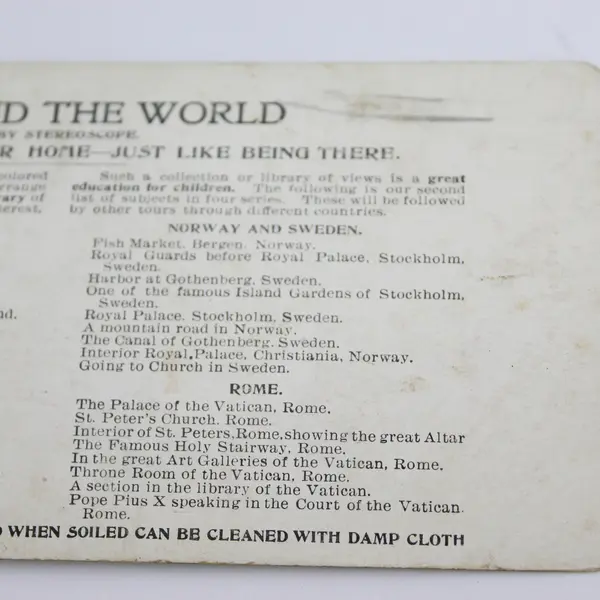 D THE WORLD
BY STEREOSCOPE.
R HOME—JUST LIKE BEING THERE.
olored
rrange
rary of
terest.
nd.
Such a collection or library of views is a great
education for children. The following is our second
list of subjects in four series. These will be followed
by other tours through different countries.
NORWAY AND SWEDEN.
Fish Market, Bergen, Norway.
Royal Guards before Royal Palace, Stockholm,
Sweden.
Harbor at Gothenberg, Sweden.
One of the famous Island Gardens of Stockholm,
Sweden.
Royal Palace, Stockholm, Sweden.
A mountain road in Norway.
The Canal of Gothenberg, Sweden.
Interior Royal Palace, Christiania, Norway.
Going to Church in Sweden.
ROME.
The Palace of the Vatican, Rome.
St. Peter's Church, Rome.
Interior of St. Peters, Rome, showing the great Altar
The Famous Holy Stairway, Rome.
In the great Art Galleries of the Vatican, Rome.
Throne Room of the Vatican, Rome.
A section in the library of the Vatican.
Pope Pius X speaking in the Court of the Vatican
Rome.
WHEN SOILED CAN BE CLEANED WITH DAMP CLOTH